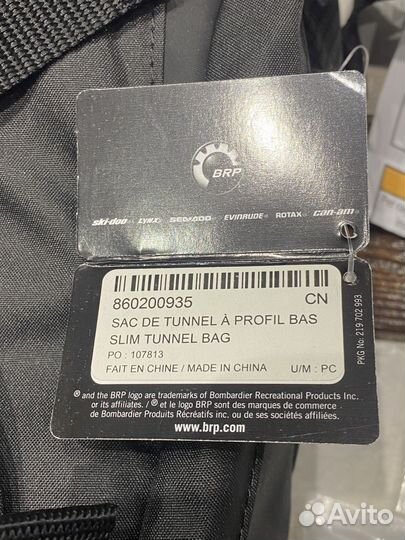 BRP
ski-doo LYNX SEA-DOO EVINRUDE ROTAX can-am
860200935 CN
SAC DE TUNNEL À PROFIL BAS
SLIM TUNNEL BAG
PO : 107813
FAIT EN CHINE / MADE IN CHINA U/M : PC
PKG No: 219 702 993
® and the BRP logo are trademarks of Bombardier Recreational Products Inc.
or its affiliates. / ® et le logo BRP sont des marques de commerce
de Bombardier Produits Récréatifs inc. ou de ses sociétés affiliées.
www.brp.com
Avito